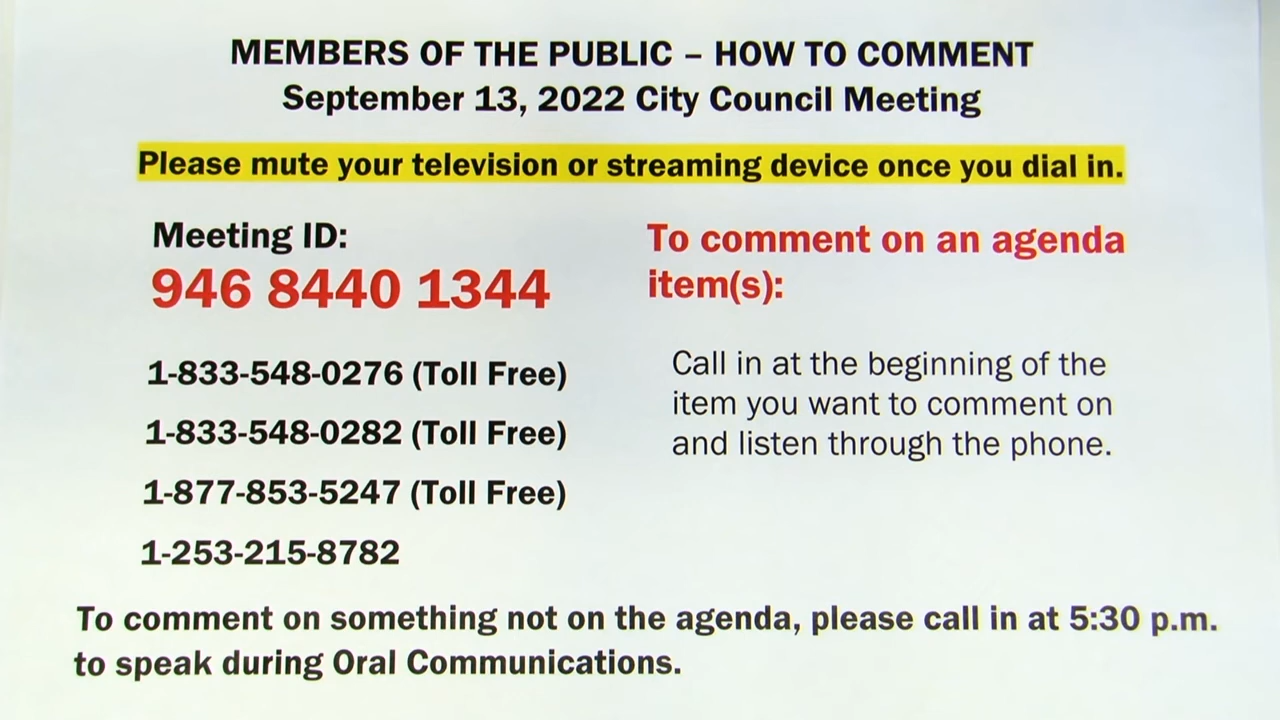 MEMBERS OF THE PUBLIC – HOW TO COMMENT
September 13, 2022 City Council Meeting
Please mute your television or streaming device once you dial in.
Meeting ID:
946 8440 1344
1-833-548-0276 (Toll Free)
1-833-548-0282 (Toll Free)
1-877-853-5247 (Toll Free)
1-253-215-8782
To comment on an agenda
item(s):
Call in at the beginning of the
item you want to comment on
and listen through the phone.
To comment on something not on the agenda, please call in at 5:30 p.m.
to speak during Oral Communications.